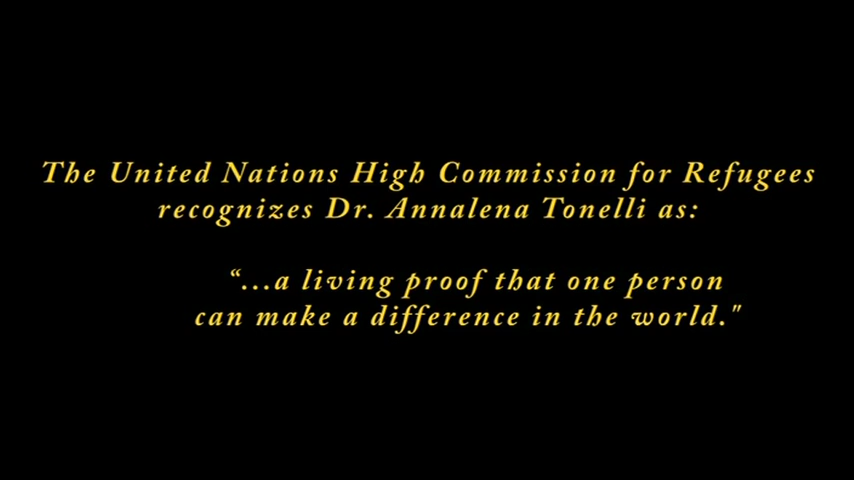 The United Nations High Commission for Refugees
recognizes Dr. Annalena Tonelli as:
“...a living proof that one person
can make a difference in the world."